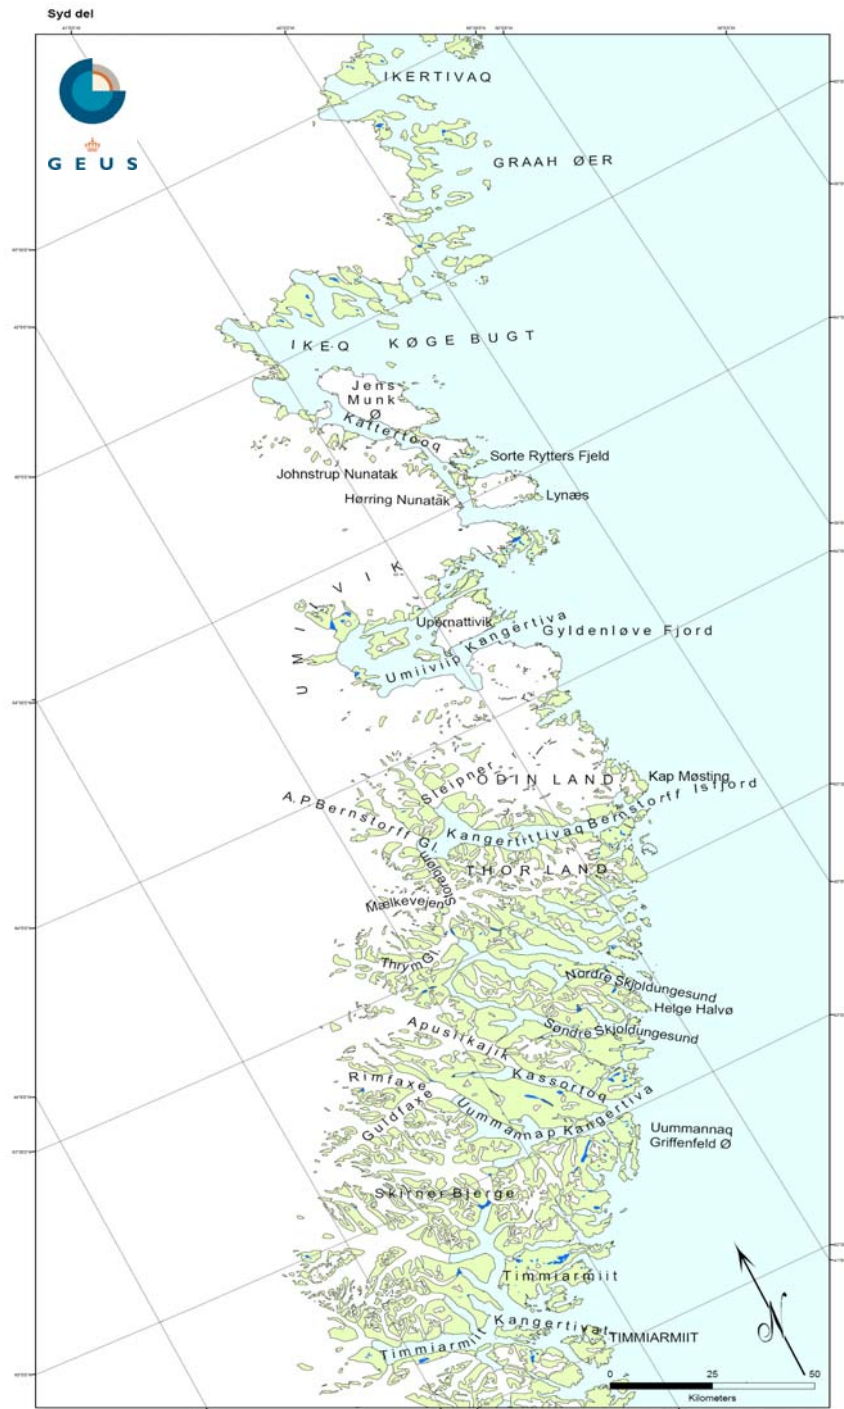 Syd del
IKERTIVAQ
GEUS
GRAAH ØER
IKEQ KØGE BUGT
Jens
Munk
Ø
Kattertooq
Sorte Rytters Fjeld
Johnstrup Nunatak
Hørring Nunatak
Lynæs
UMIIVIK
Upernattivik
Umiiviip Kangertiva
Gyldenløve Fjord
Sleipner
ODIN LAND
Kap Møsting
A.P Bernstorff Gl.
Kangertittivaq
Bernstorff Isfjord
Storebjørn
THOR LAND
Mælkevejen
Thrym Gl.
Nordre Skjoldungesund
Helge Halvø
Søndre Skjoldungesund
Apusiikajik
Kassortoq
Rimfaxe
Guldfaxe
Uummannap Kangertiva
Uummannaq
Griffenfeld Ø
Skirner Bjerge
Timmiarmiit
Timmiarmiit Kangertivat
TIMMIARMIIT
N
0 25 50
Kilometers